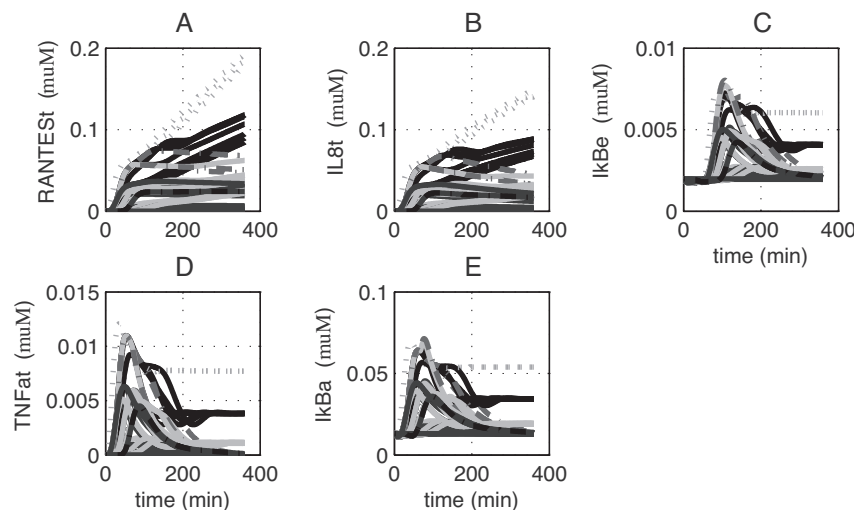 A
B
C
0.2
0.1
0
RANTESt (muM)
0
200
400
0.2
0.1
0
IL8t (muM)
0
200
400
0.01
0.005
0
IkBe (muM)
0
200
400
time (min)
D
E
0.015
0.01
0.005
0
TNFat (muM)
0
200
400
time (min)
0.1
0.05
0
IkBa (muM)
0
200
400
time (min)